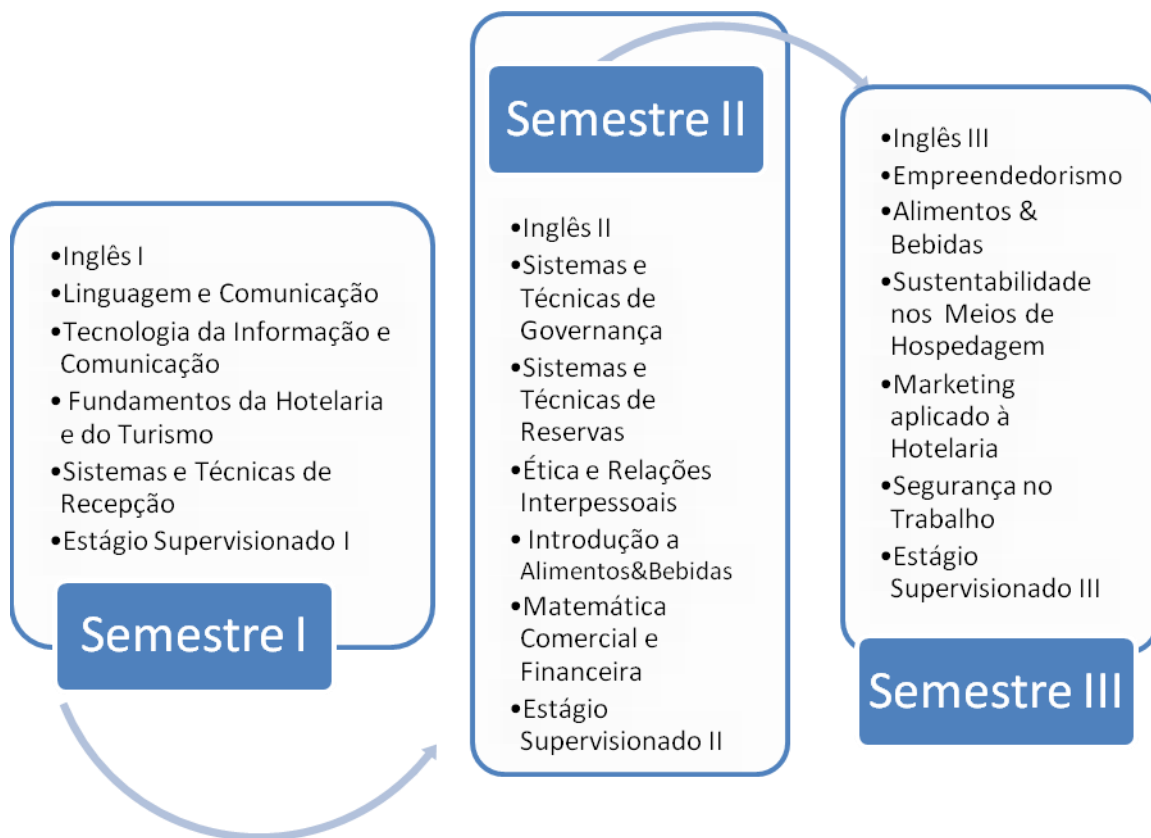 •Inglês I
•Linguagem e Comunicação
•Tecnologia da Informação e
Comunicação
• Fundamentos da Hotelaria
e do Turismo
•Sistemas e Técnicas de
Recepção
•Estágio Supervisionado I
Semestre I
Semestre II
•Inglês II
•Sistemas e
Técnicas de
Governança
•Sistemas e
Técnicas de
Reservas
•Ética e Relações
Interpessoais
• Introdução a
Alimentos&Bebidas
•Matemática
Comercial e
Financeira
•Estágio
Supervisionado II
•Inglês III
•Empreendedorismo
•Alimentos &
Bebidas
•Sustentabilidade
nos Meios de
Hospedagem
•Marketing
aplicado à
Hotelaria
•Segurança no
Trabalho
•Estágio
Supervisionado III
Semestre III